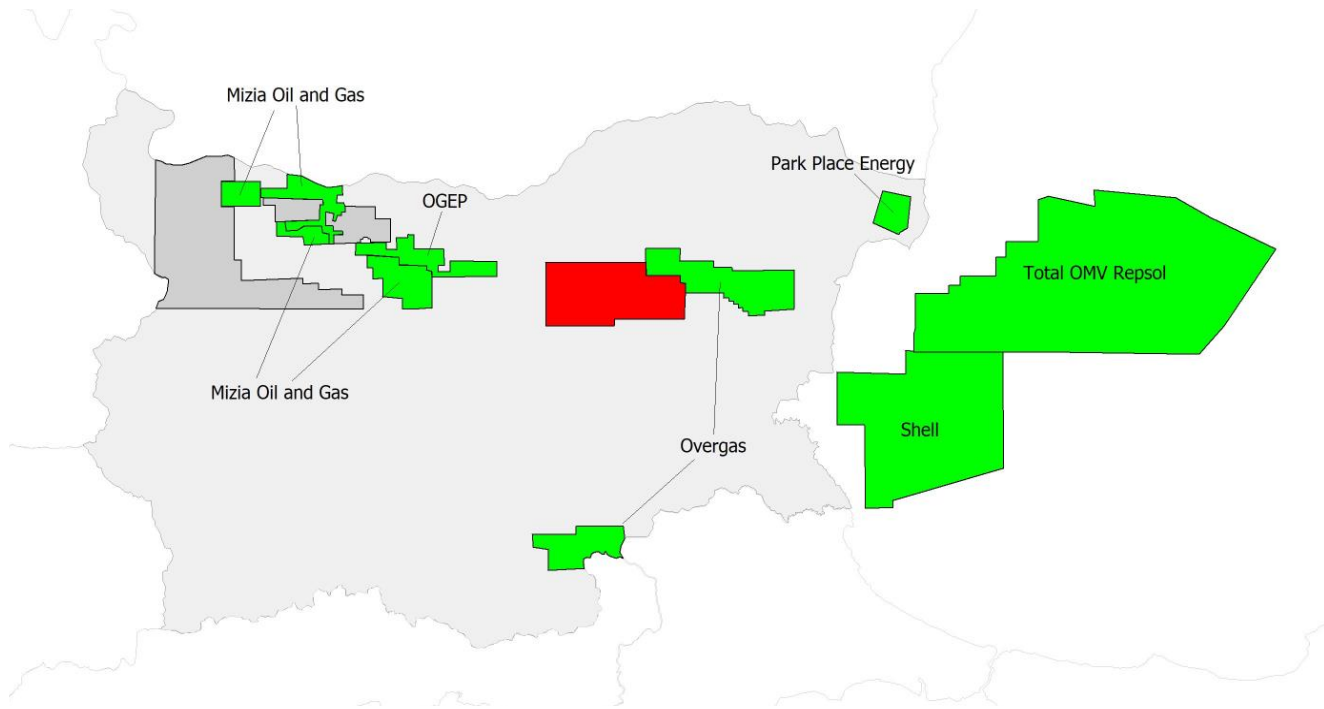 Mizia Oil and Gas
Park Place Energy
OGEP
Total OMV Repsol
Mizia Oil and Gas
Shell
Overgas